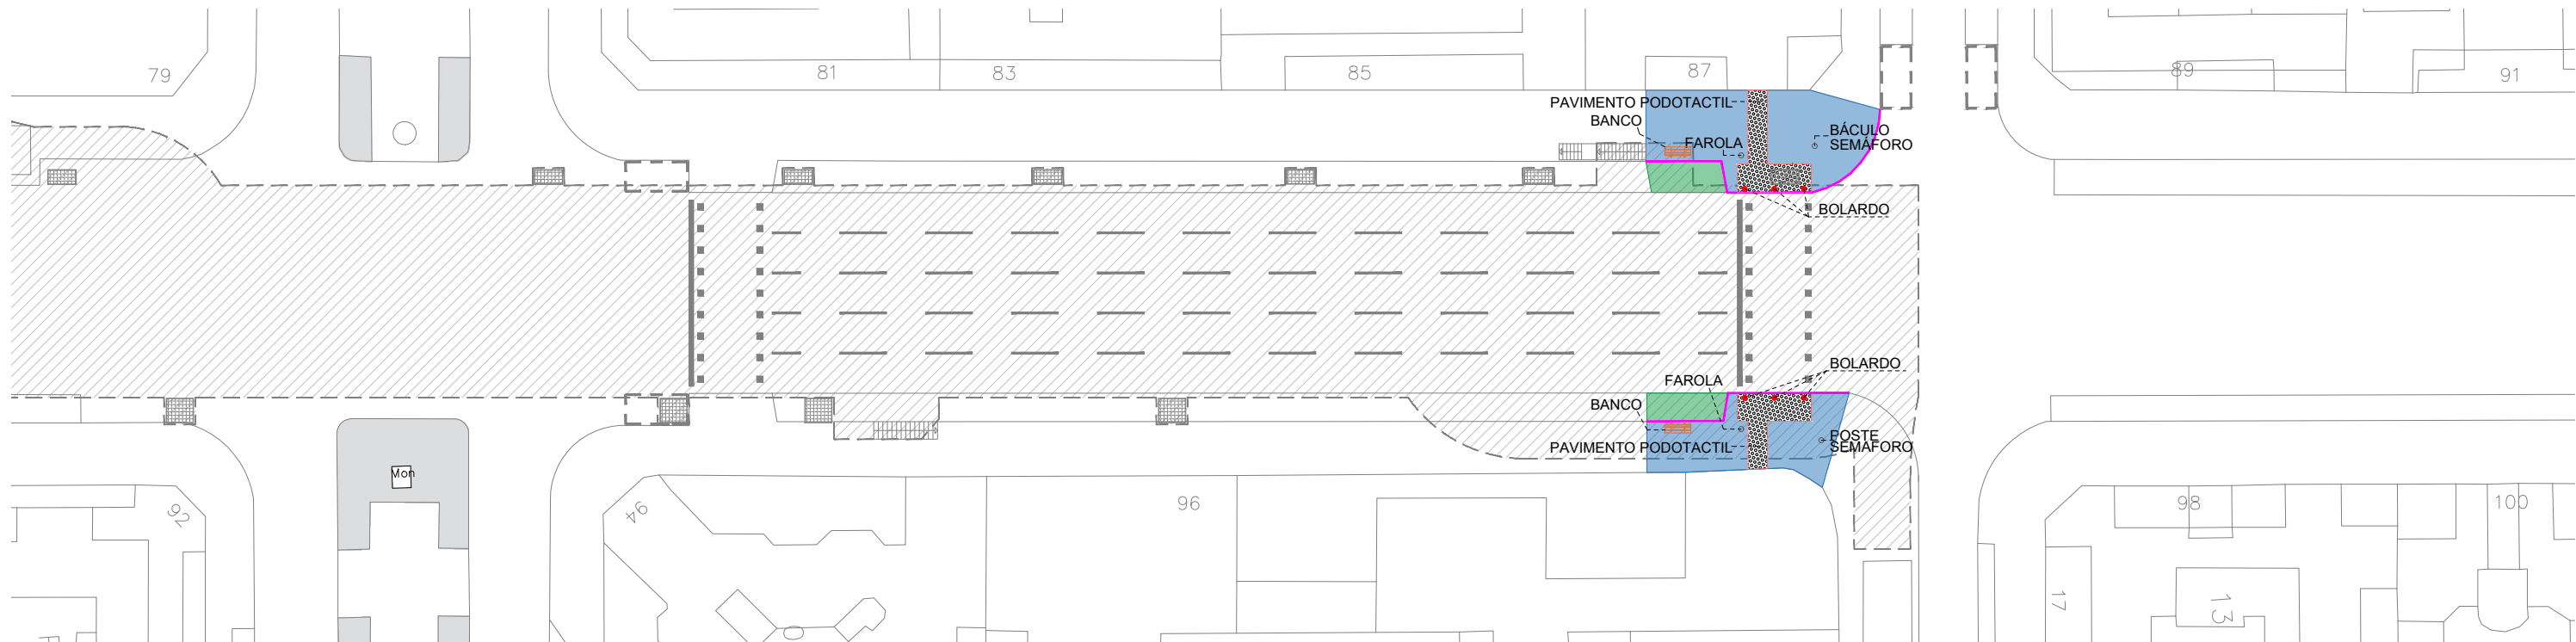 79
81
83
85
87
89
91
PAVIMENTO PODOTACTIL
BANCO
FAROLA
BÁCULO
SEMÁFORO
BOLARDO
BOLARDO
FAROLA
BANCO
PAVIMENTO PODOTACTIL
POSTE
SEMÁFORO
Mon
92
94
96
98
100
17
13